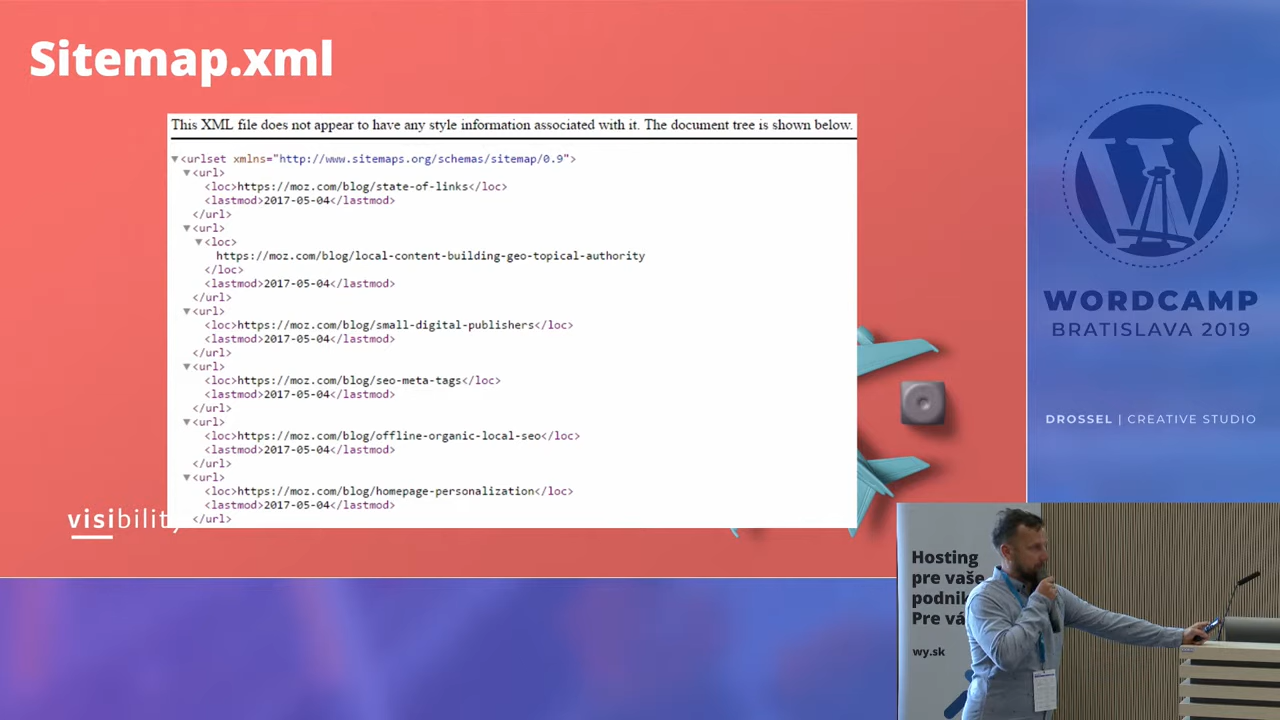 Sitemap.xml
This XML file does not appear to have any style information associated with it. The document tree is shown below.
▼<urlset xmlns="http://www.sitemaps.org/schemas/sitemap/0.9">
▼<url>
<loc>https://moz.com/blog/state-of-links</loc>
<lastmod>2017-05-04</lastmod>
</url>
▼<url>
▼<loc>
https://moz.com/blog/local-content-building-geo-topical-authority
</loc>
<lastmod>2017-05-04</lastmod>
</url>
▼<url>
<loc>https://moz.com/blog/small-digital-publishers</loc>
<lastmod>2017-05-04</lastmod>
</url>
▼<url>
<loc>https://moz.com/blog/seo-meta-tags</loc>
<lastmod>2017-05-04</lastmod>
</url>
▼<url>
<loc>https://moz.com/blog/offline-organic-local-seo</loc>
<lastmod>2017-05-04</lastmod>
</url>
▼<url>
<loc>https://moz.com/blog/homepage-personalization</loc>
<lastmod>2017-05-04</lastmod>
</url>
visibility
WORDCAMP
BRATISLAVA 2019
DROSSEL | CREATIVE STUDIO
Hosting
pre vaše
podnik
Pre vá
wy.sk